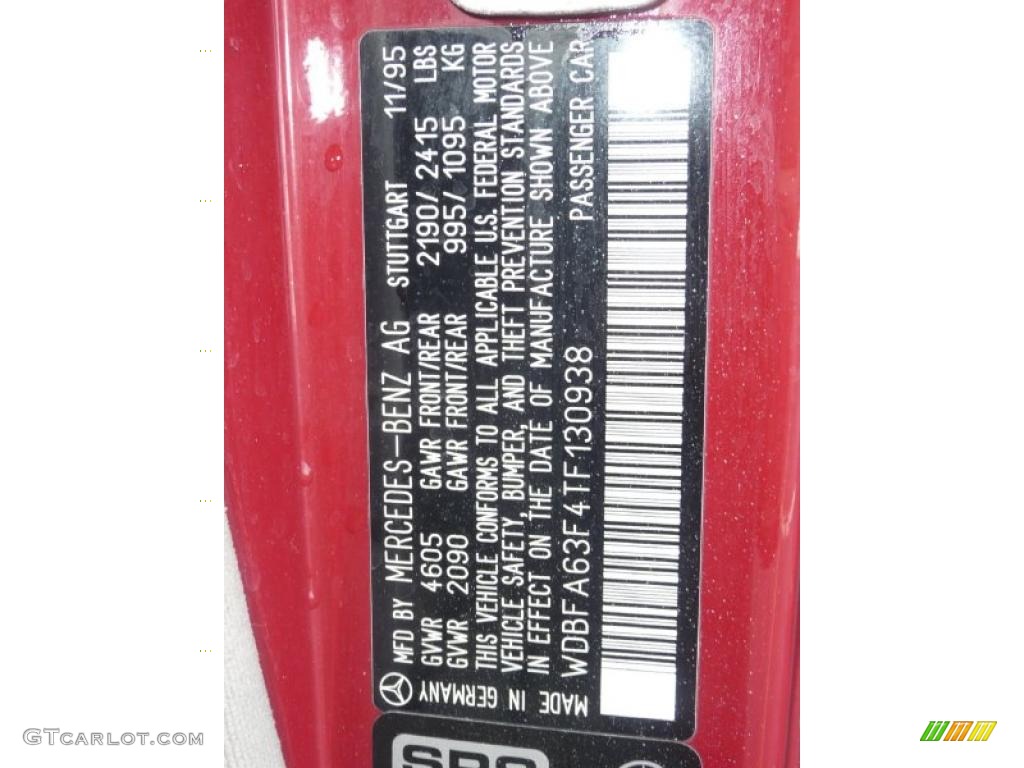 MFD BY MERCEDES-BENZ AG STUTTGART 11/95
GVWR 4605 GAWR FRONT/REAR 2190/2415 LBS
GVWR 2090 GAWR FRONT/REAR 995/1095 KG
THIS VEHICLE CONFORMS TO ALL APPLICABLE U.S. FEDERAL MOTOR
VEHICLE SAFETY, BUMPER, AND THEFT PREVENTION STANDARDS
IN EFFECT ON THE DATE OF MANUFACTURE SHOWN ABOVE
WDBFA63F4TF130938 PASSENGER CAR
MADE IN GERMANY
SRS
GTCARLOT.COM